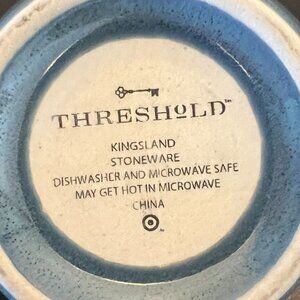 THRESHOLD™
KINGSLAND
STONEWARE
DISHWASHER AND MICROWAVE SAFE
MAY GET HOT IN MICROWAVE
CHINA